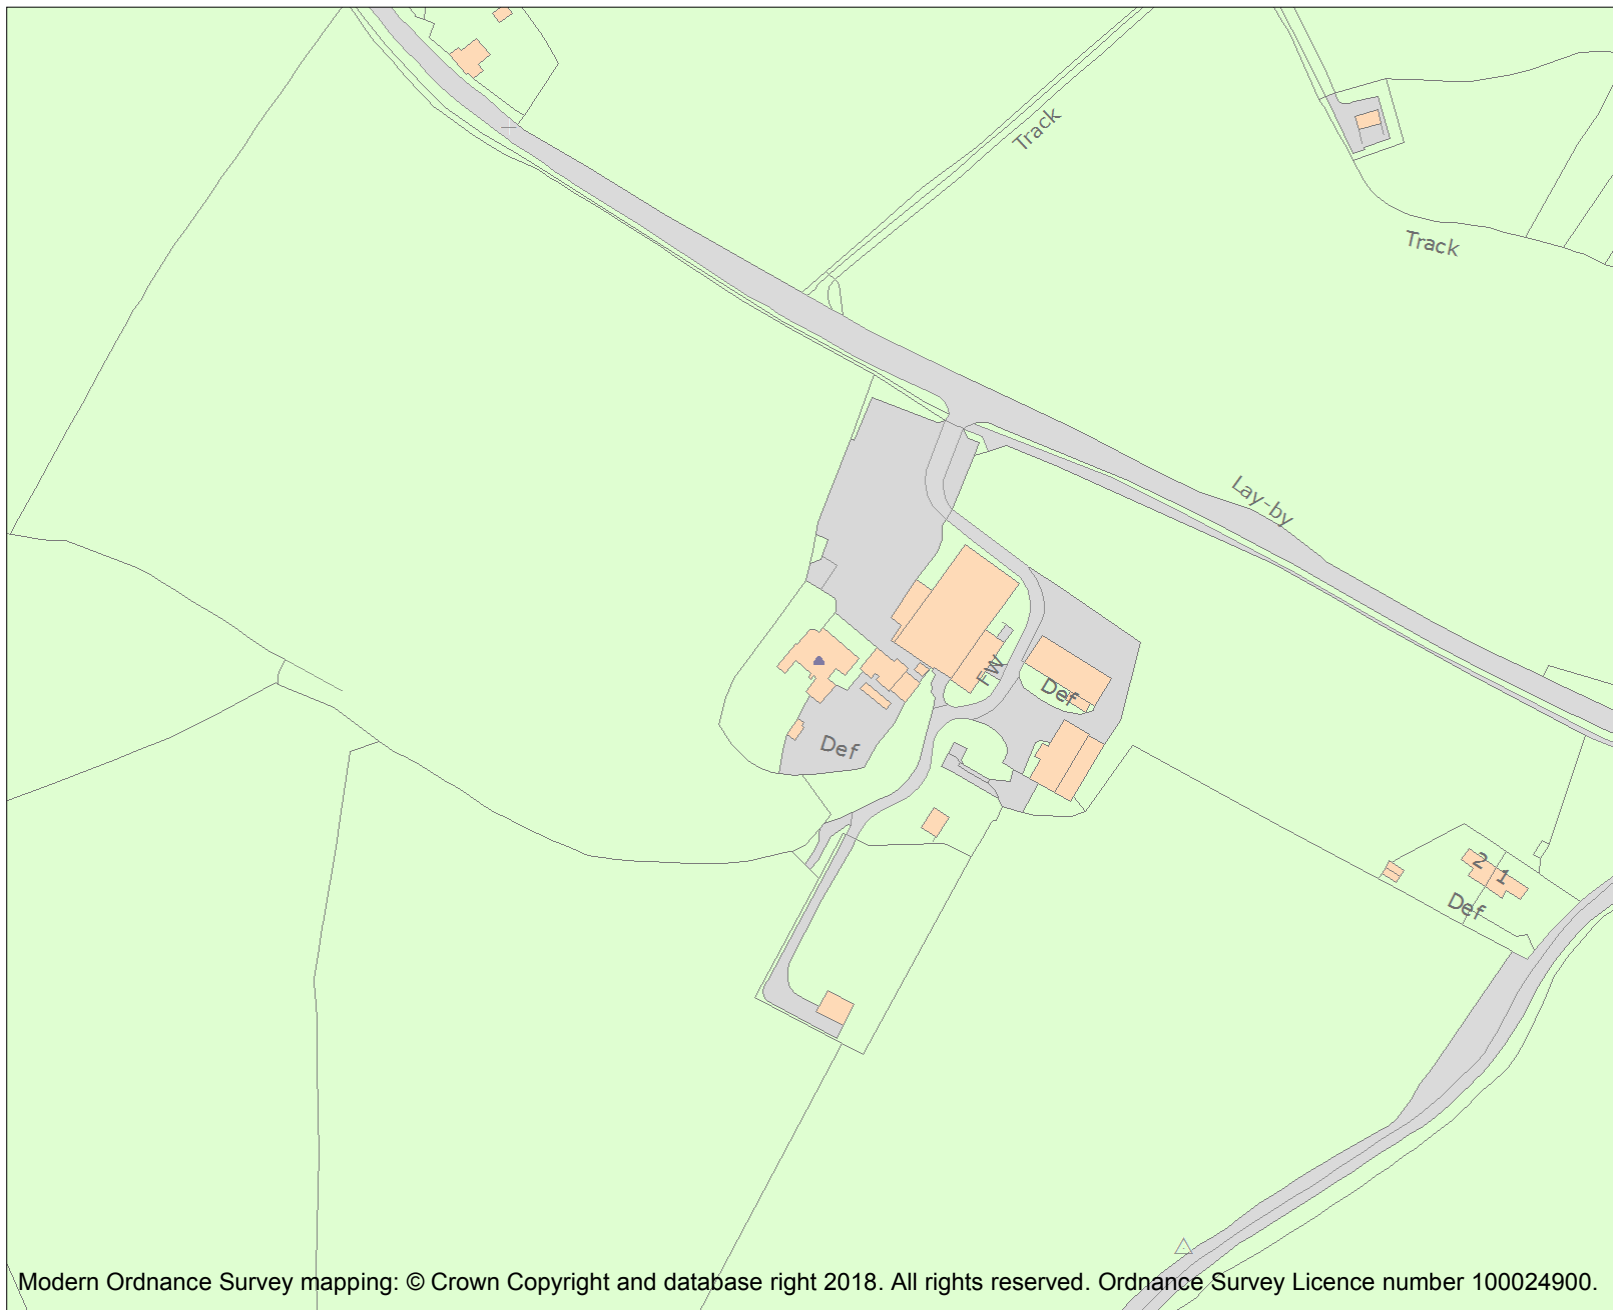 Track
Track
Lay-by
FW
Def
Def
2
1
Def
Modern Ordnance Survey mapping: © Crown Copyright and database right 2018. All rights reserved. Ordnance Survey Licence number 100024900.